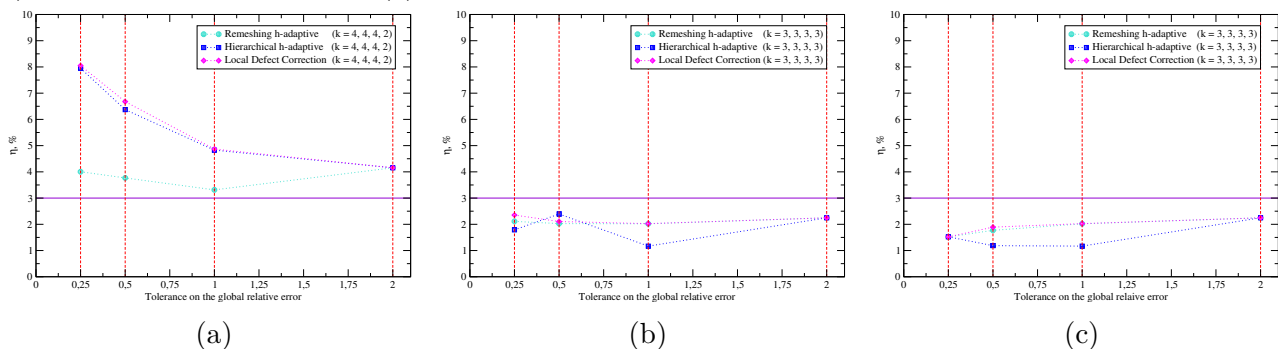 10
9
8
7
6
5
4
3
2
1
0
η, %
Remeshing h-adaptive (k = 4, 4, 4, 2)
Hierarchical h-adaptive (k = 4, 4, 4, 2)
Local Defect Correction (k = 4, 4, 4, 2)
0 0,25 0,5 0,75 1 1,25 1,5 1,75 2
Tolerance on the global relaive error
(a)
10
9
8
7
6
5
4
3
2
1
0
η, %
Remeshing h-adaptive (k = 3, 3, 3, 3)
Hierarchical h-adaptive (k = 3, 3, 3, 3)
Local Defect Correction (k = 3, 3, 3, 3)
0 0,25 0,5 0,75 1 1,25 1,5 1,75 2
Tolerance on the global relaive error
(b)
10
9
8
7
6
5
4
3
2
1
0
η, %
Remeshing h-adaptive (k = 3, 3, 3, 3)
Hierarchical h-adaptive (k = 3, 3, 3, 3)
Local Defect Correction (k = 3, 3, 3, 3)
0 0,25 0,5 0,75 1 1,25 1,5 1,75 2
Tolerance on the global relaive error
(c)